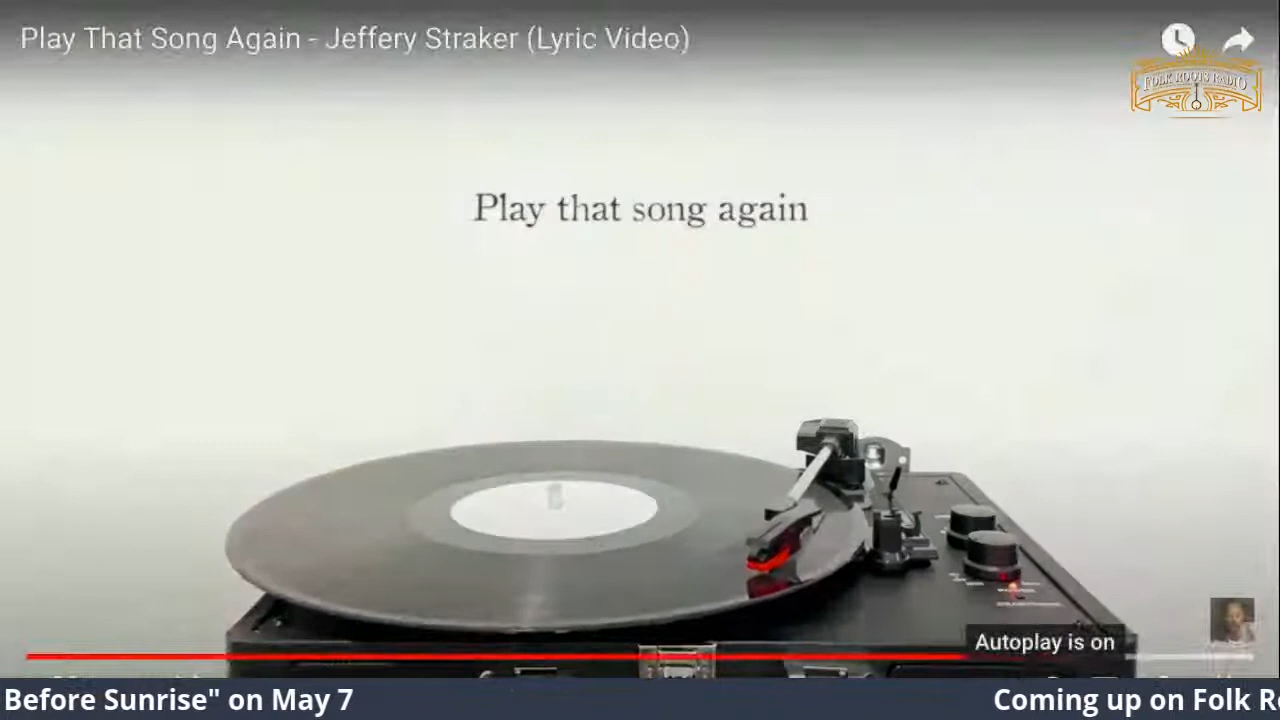 Play That Song Again - Jeffery Straker (Lyric Video)
FOLK ROOTS RADIO
Play that song again
Autoplay is on
Before Sunrise" on May 7
Coming up on Folk R